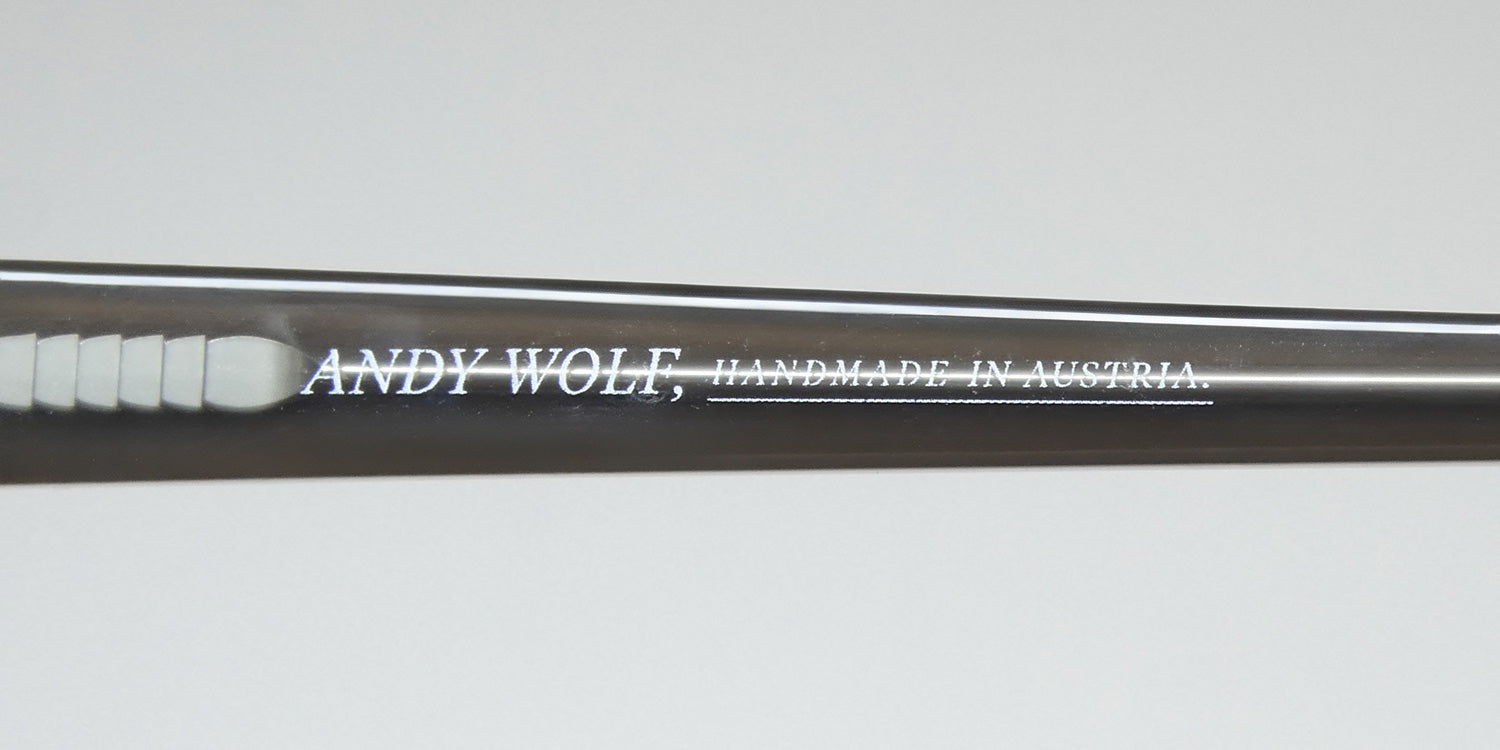 ANDY WOLF, HANDMADE IN AUSTRIA.